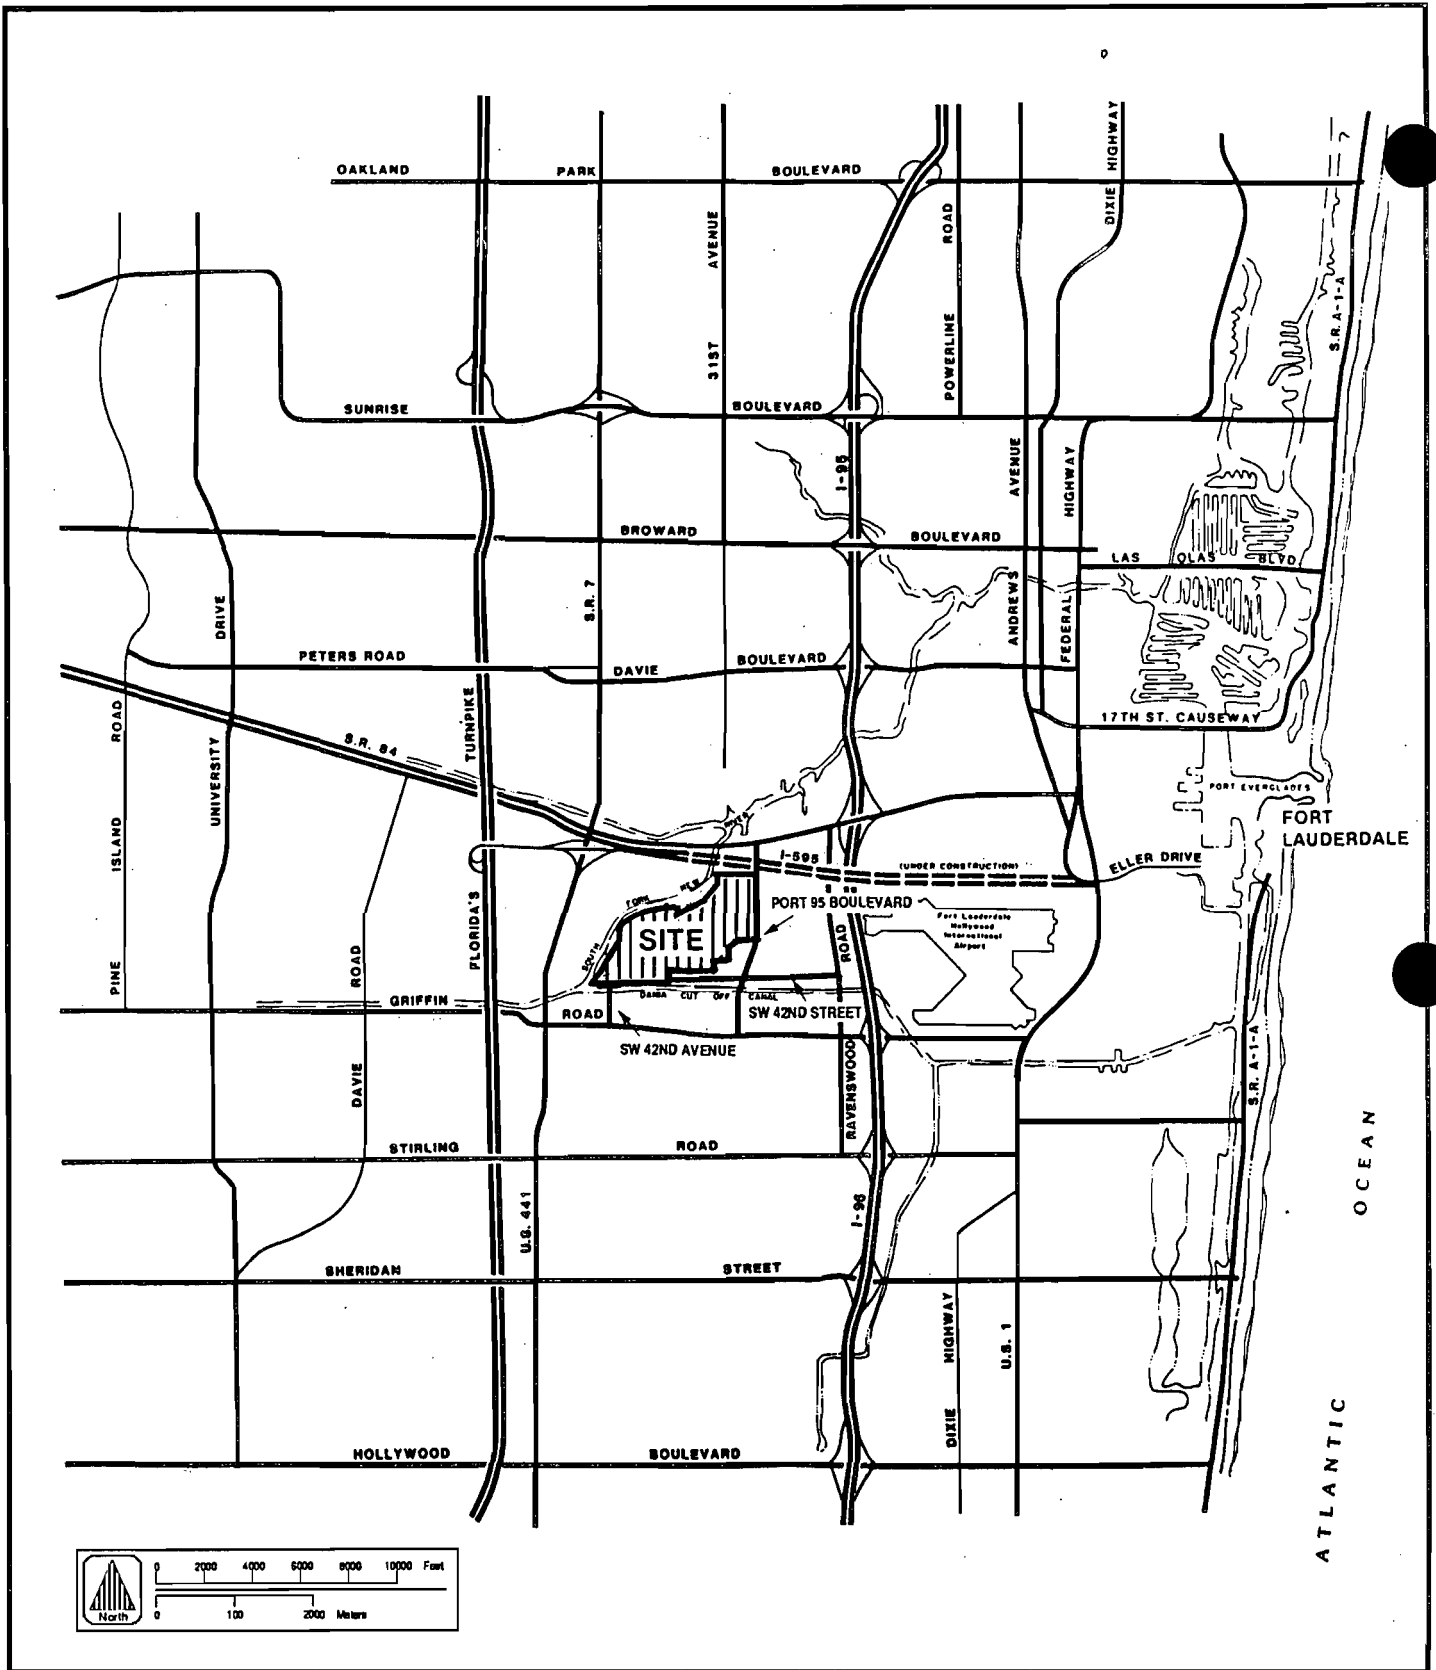 OAKLAND PARK BOULEVARD
DIXIE HIGHWAY
31ST AVENUE
POWERLINE ROAD
S.R. A-1-A
SUNRISE BOULEVARD
I-95
ANDREWS AVENUE
FEDERAL HIGHWAY
BROWARD BOULEVARD
LAS OLAS BLVD
S.R. 7
UNIVERSITY DRIVE
PETERS ROAD
DAVIE BOULEVARD
PINE ISLAND ROAD
FLORIDA'S TURNPIKE
S.R. 84
17TH ST. CAUSEWAY
PORT EVERGLADES
FORT
LAUDERDALE
I-595
(UNDER CONSTRUCTION)
ELLER DRIVE
SOUTH FORK NEW RIVER
PORT 95 BOULEVARD
Fort Lauderdale
Hollywood
International
Airport
SITE
RAVENSWOOD ROAD
GRIFFIN ROAD
DANIA CUT OFF CANAL
SW 42ND STREET
SW 42ND AVENUE
DAVIE ROAD
S.R. A-1-A
STIRLING ROAD
U.S. 441
I-95
SHERIDAN STREET
DIXIE HIGHWAY
U.S. 1
HOLLYWOOD BOULEVARD
ATLANTIC OCEAN
North
0 2000 4000 6000 8000 10000 Feet
0 100 2000 Meters